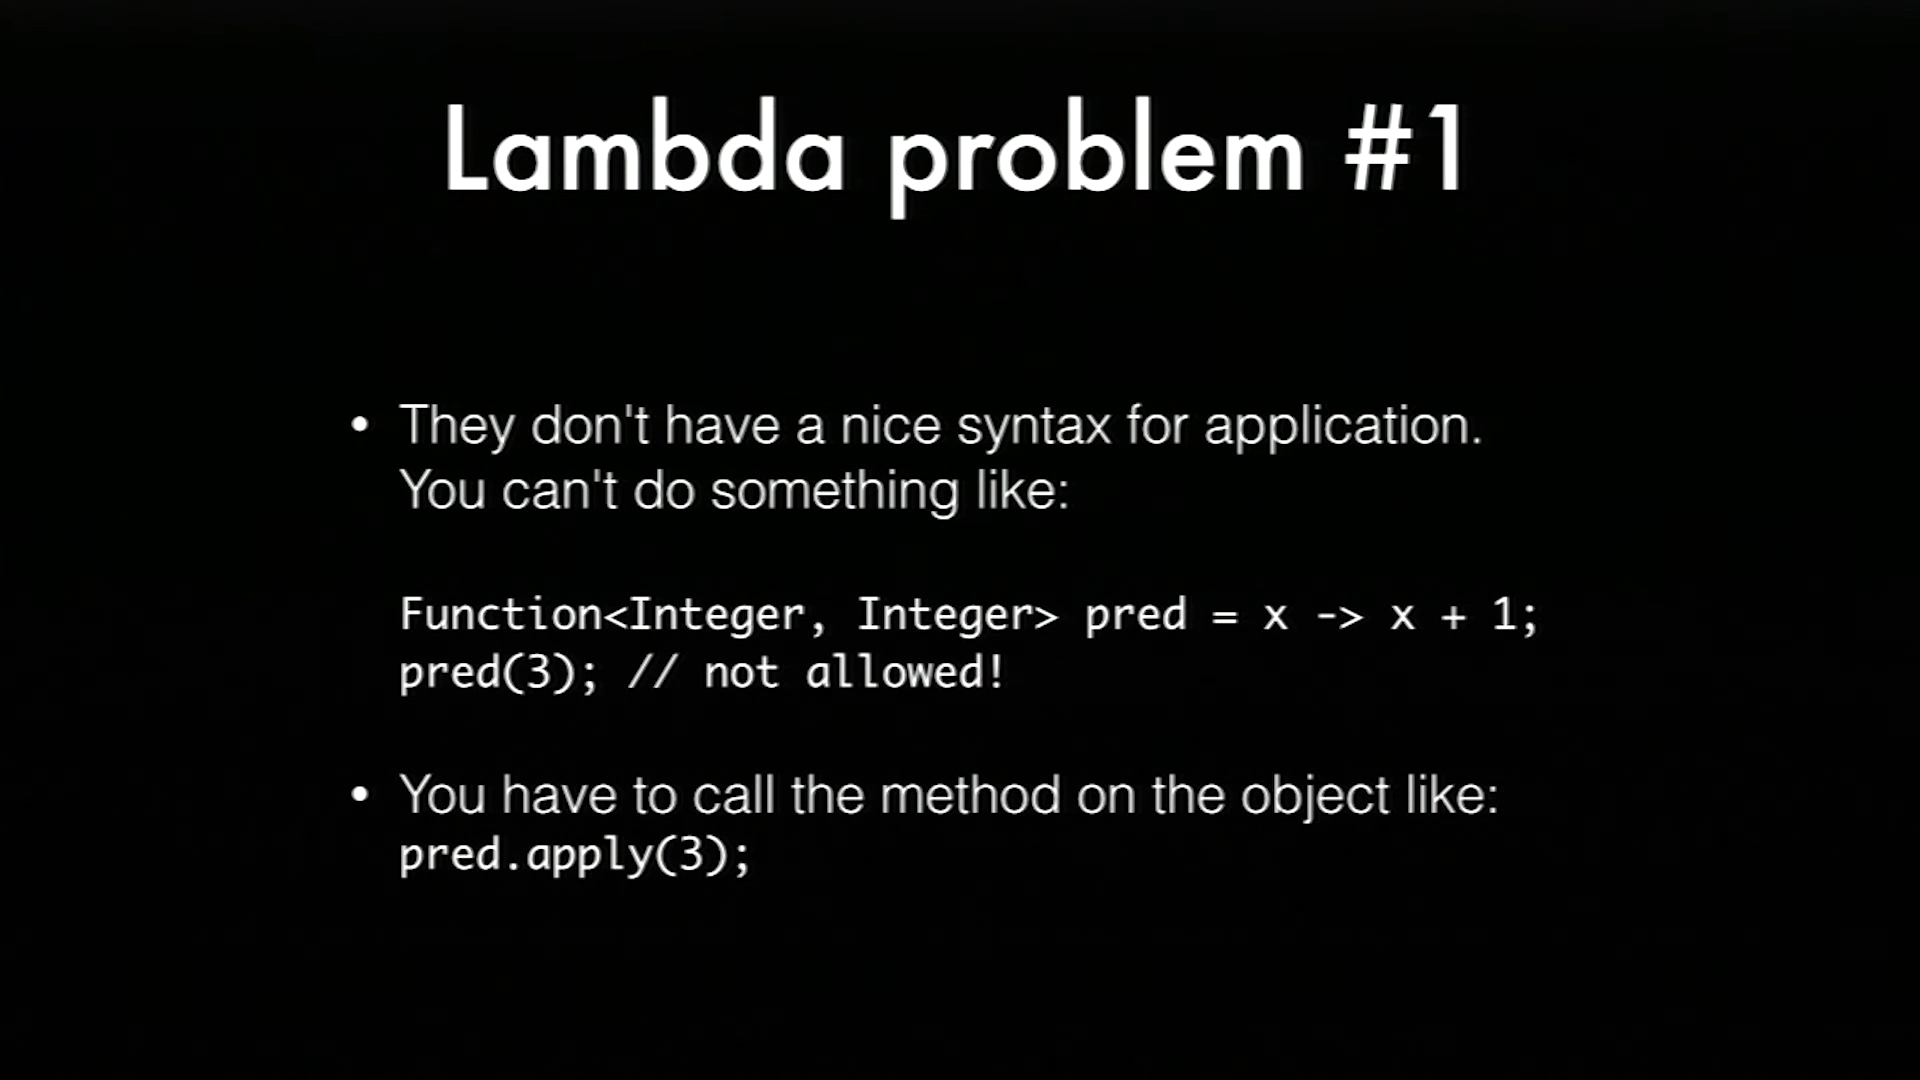 Lambda problem #1
• They don't have a nice syntax for application.
You can't do something like:
Function<Integer, Integer> pred = x -> x + 1;
pred(3); // not allowed!
• You have to call the method on the object like:
pred.apply(3);